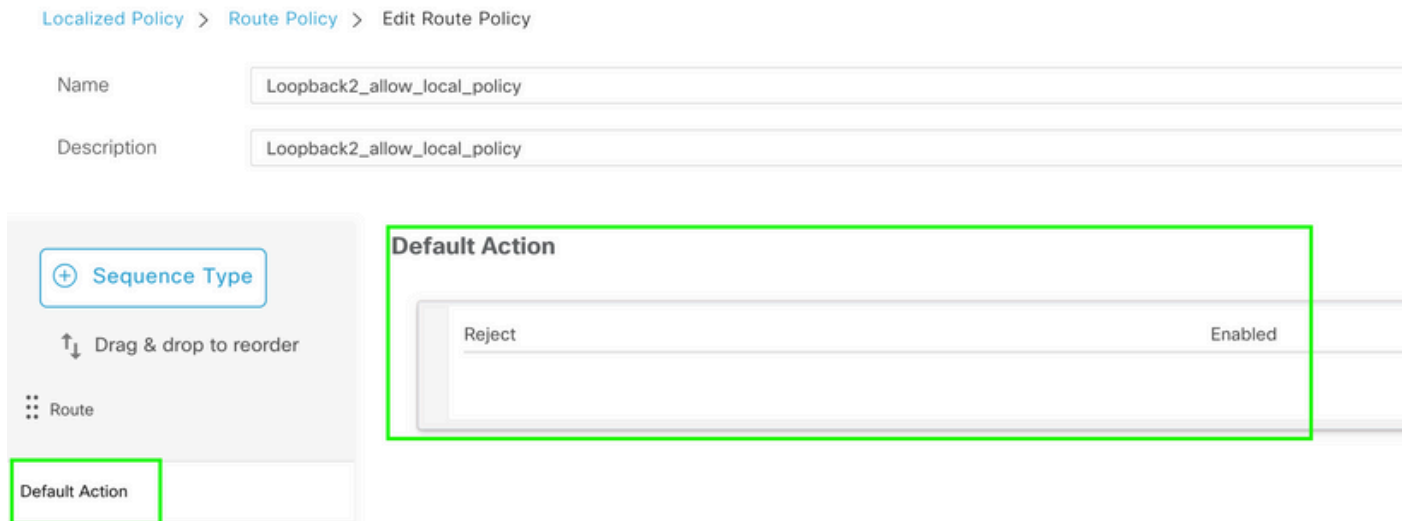 Localized Policy > Route Policy > Edit Route Policy
Name Loopback2_allow_local_policy
Description Loopback2_allow_local_policy
Sequence Type
Drag & drop to reorder
Route
Default Action
Default Action
Reject Enabled